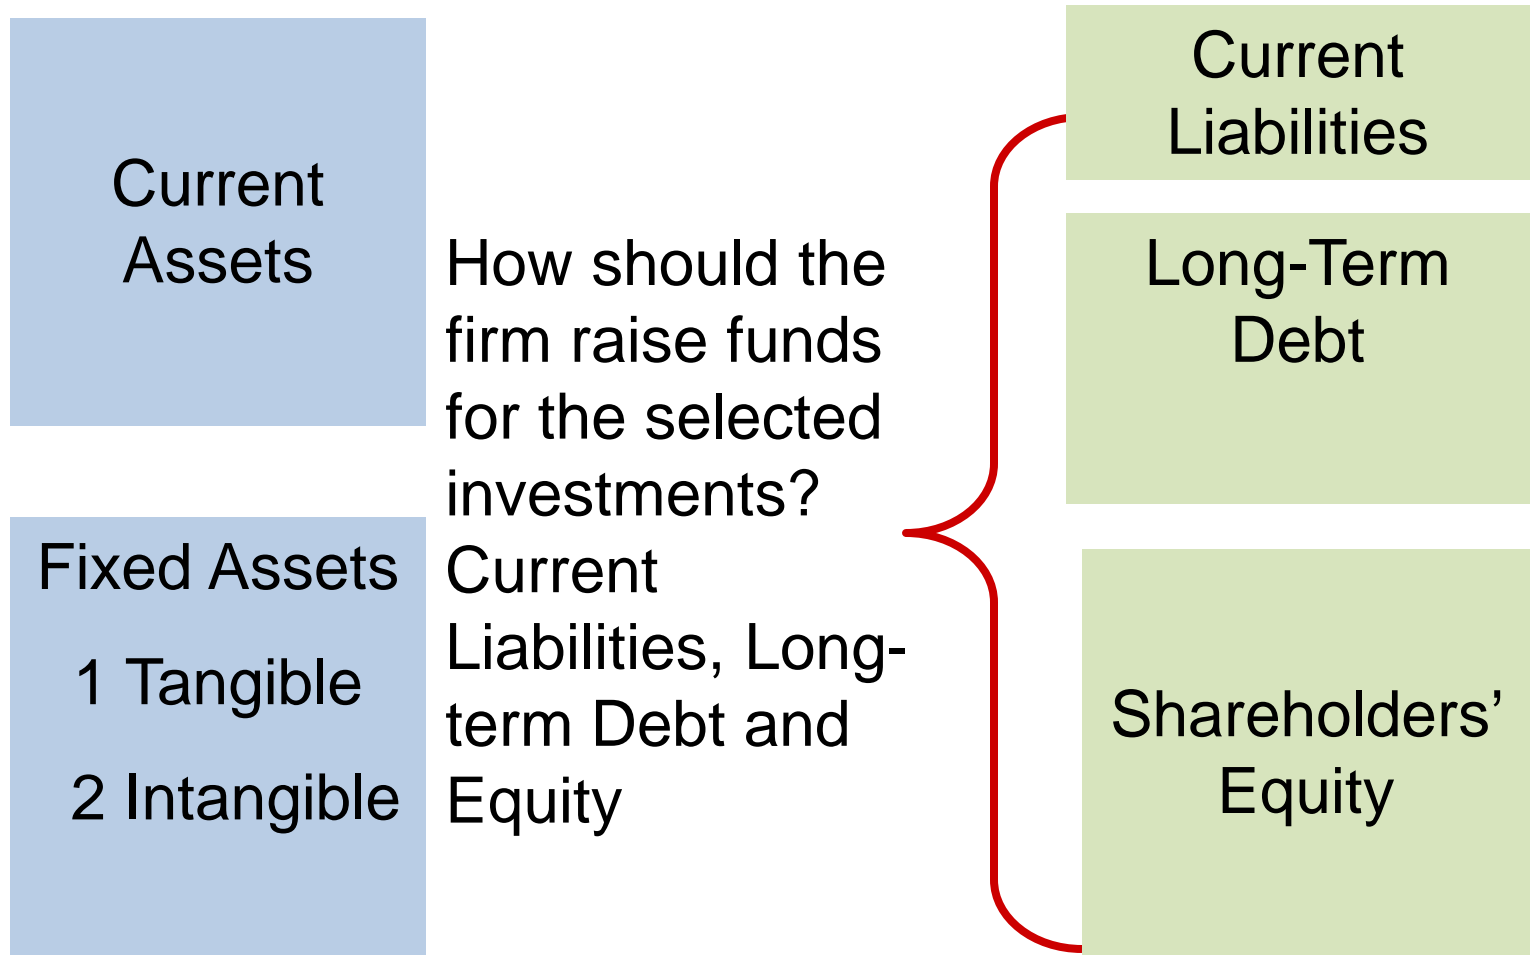 Current
Assets
Fixed Assets
1 Tangible
2 Intangible
How should the
firm raise funds
for the selected
investments?
Current
Liabilities, Long-
term Debt and
Equity
Current
Liabilities
Long-Term
Debt
Shareholders’
Equity